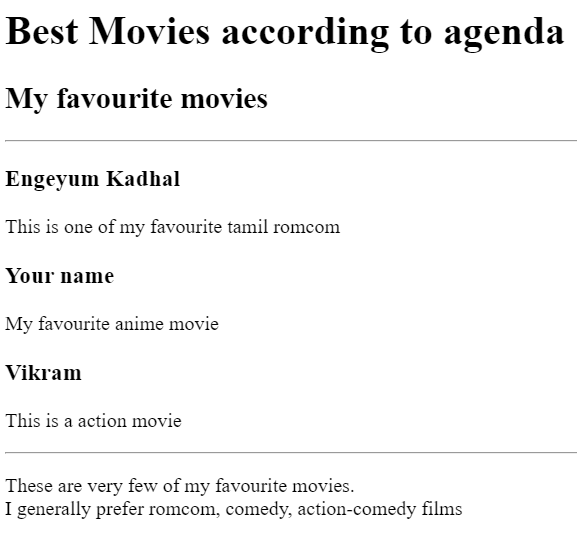 Best Movies according to agenda
My favourite movies
Engeyum Kadhal
This is one of my favourite tamil romcom
Your name
My favourite anime movie
Vikram
This is a action movie
These are very few of my favourite movies.
I generally prefer romcom, comedy, action-comedy films